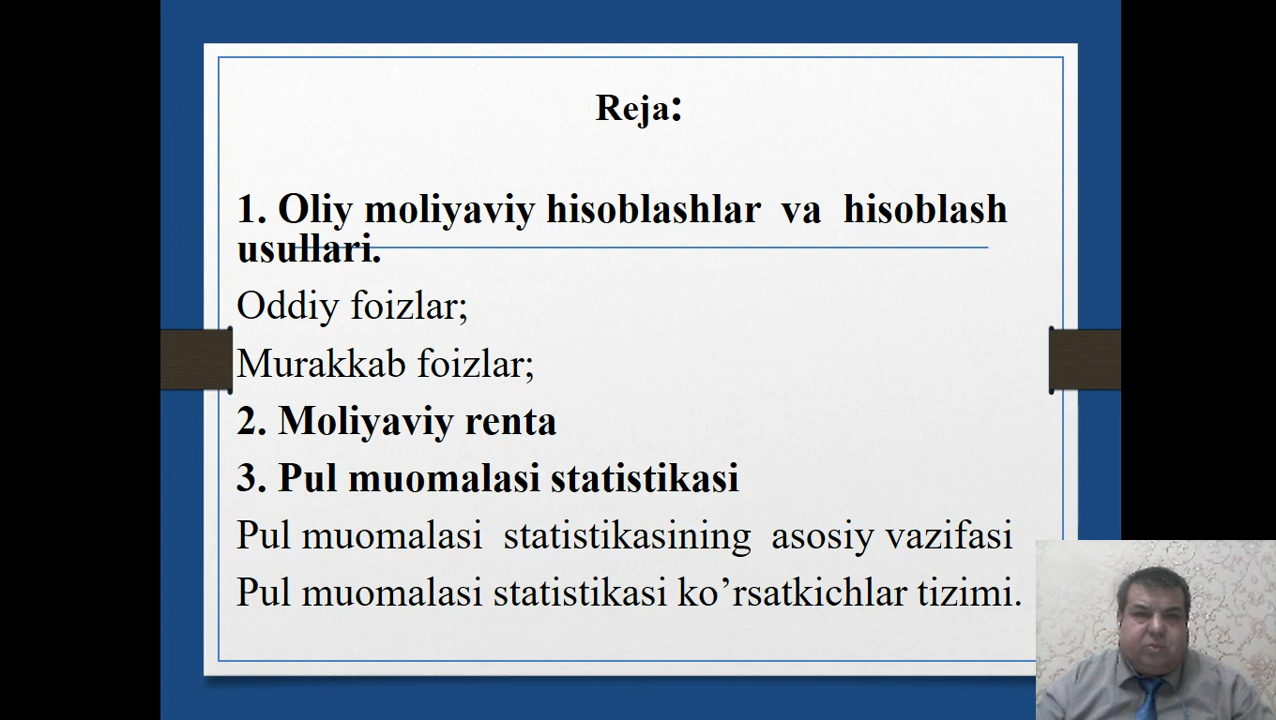 Reja:
1. Oliy moliyaviy hisoblashlar va hisoblash
usullari.
Oddiy foizlar;
Murakkab foizlar;
2. Moliyaviy renta
3. Pul muomalasi statistikasi
Pul muomalasi statistikasining asosiy vazifasi
Pul muomalasi statistikasi ko’rsatkichlar tizimi.